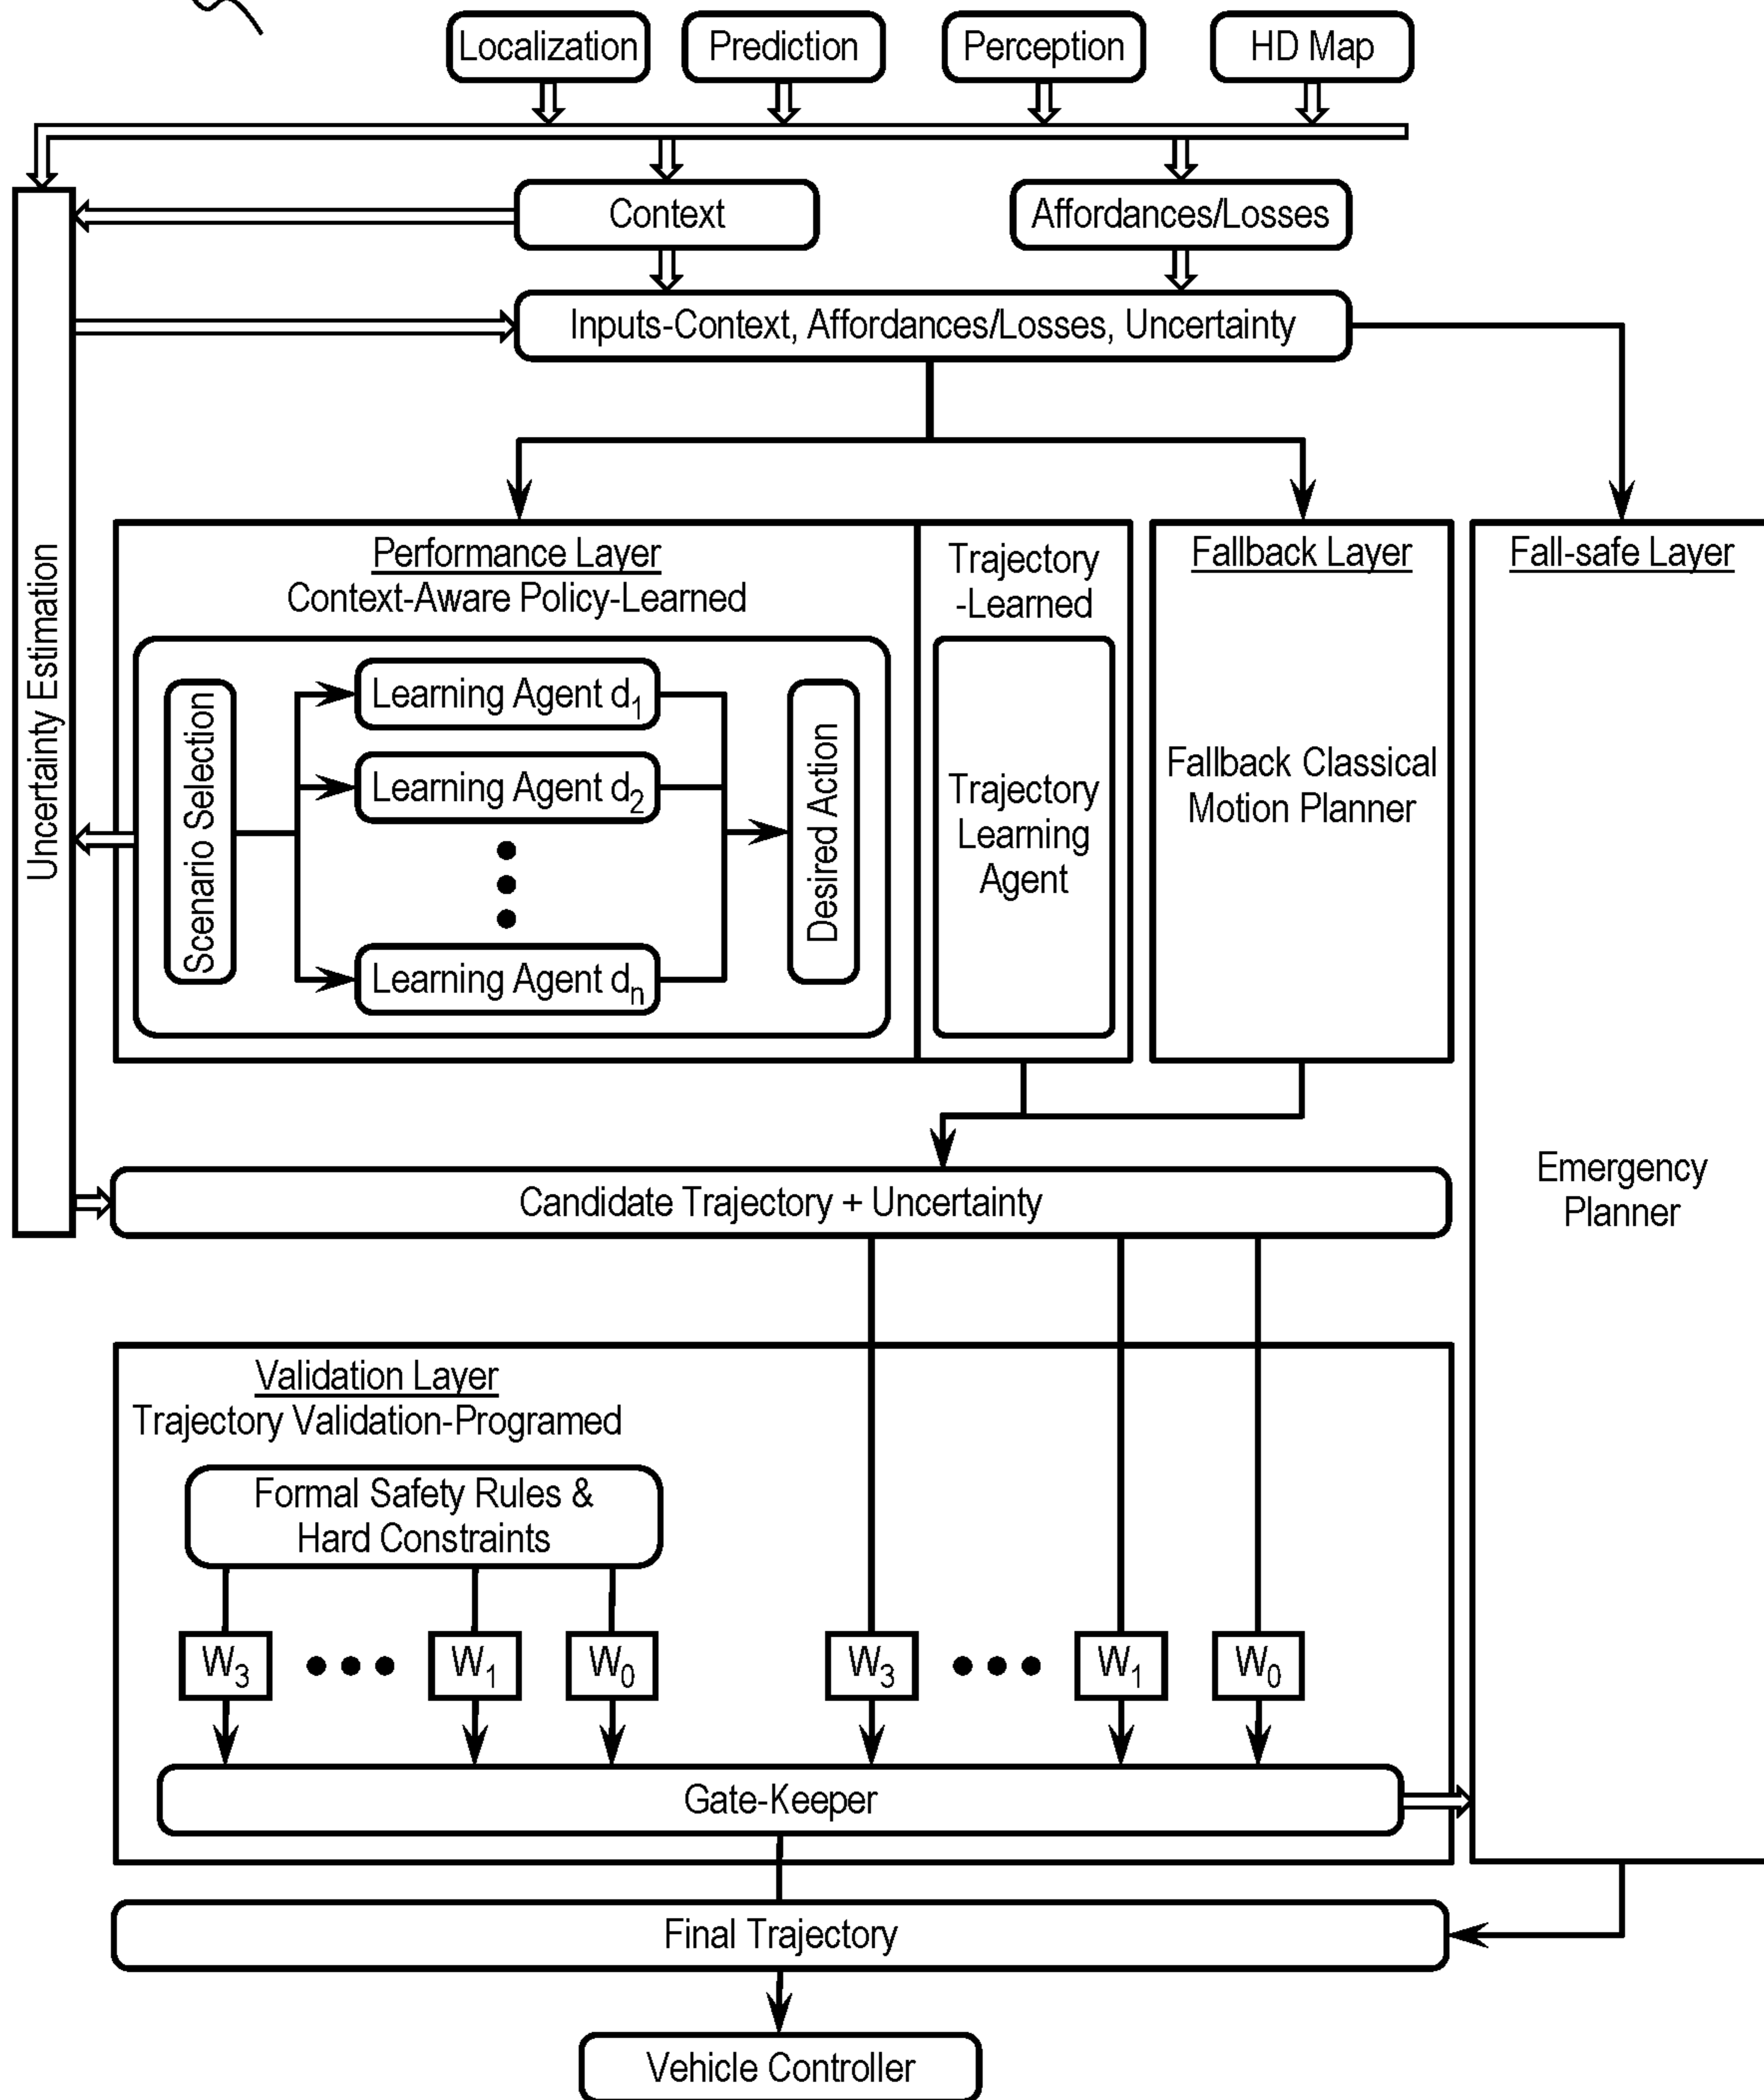 Localization
Prediction
Perception
HD Map
Context
Affordances/Losses
Inputs-Context, Affordances/Losses, Uncertainty
Uncertainty Estimation
Performance Layer
Context-Aware Policy-Learned
Scenario Selection
Learning Agent d1
Learning Agent d2
Learning Agent dn
Desired Action
Trajectory
-Learned
Trajectory
Learning
Agent
Fallback Layer
Fallback Classical
Motion Planner
Fall-safe Layer
Emergency
Planner
Candidate Trajectory + Uncertainty
Validation Layer
Trajectory Validation-Programed
Formal Safety Rules &
Hard Constraints
W3
W1
W0
W3
W1
W0
Gate-Keeper
Final Trajectory
Vehicle Controller